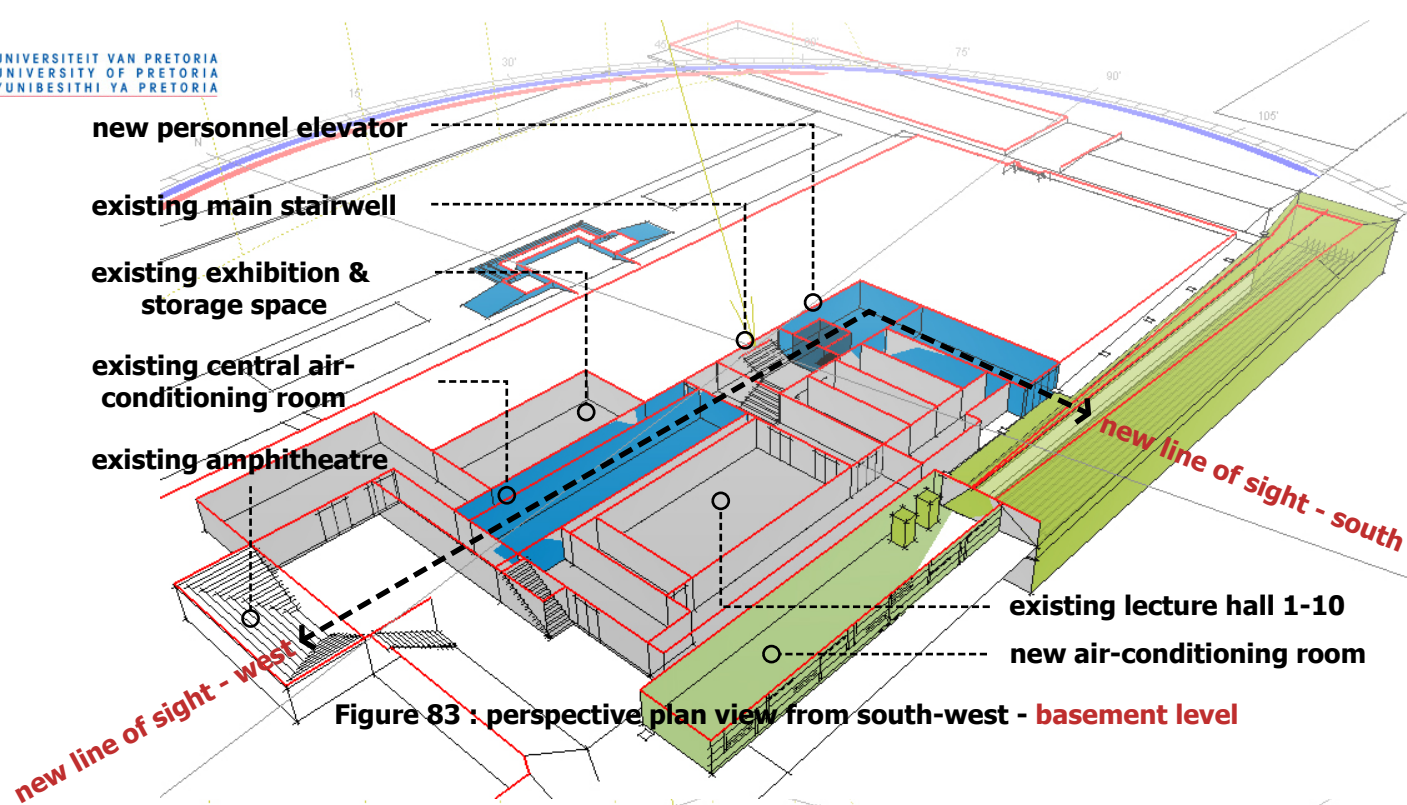 UNIVERSITEIT VAN PRETORIA
UNIVERSITY OF PRETORIA
YUNIBESITHI YA PRETORIA
15°
30°
45°
60°
75°
90°
105°
N
new personnel elevator
existing main stairwell
existing exhibition &
storage space
existing central air-
conditioning room
existing amphitheatre
new line of sight - south
existing lecture hall 1-10
new air-conditioning room
new line of sight - west
Figure 83 : perspective plan view from south-west - basement level